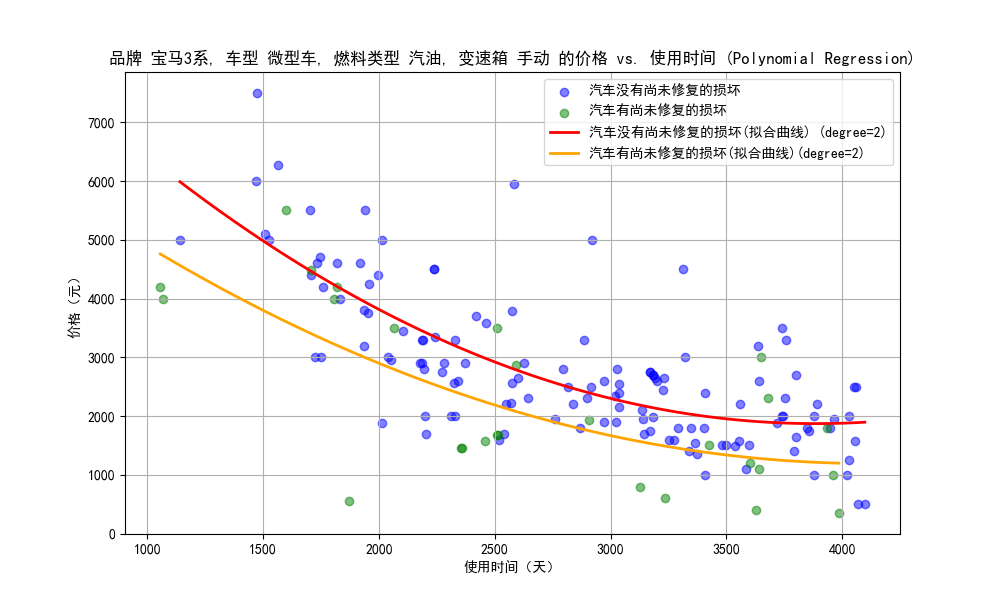 品牌 宝马3系, 车型 微型车, 燃料类型 汽油, 变速箱 手动 的价格 vs. 使用时间 (Polynomial Regression)
汽车没有尚未修复的损坏
汽车有尚未修复的损坏
汽车没有尚未修复的损坏(拟合曲线) (degree=2)
汽车有尚未修复的损坏(拟合曲线)(degree=2)
价格（元）
7000
6000
5000
4000
3000
2000
1000
0
1000 1500 2000 2500 3000 3500 4000
使用时间（天）